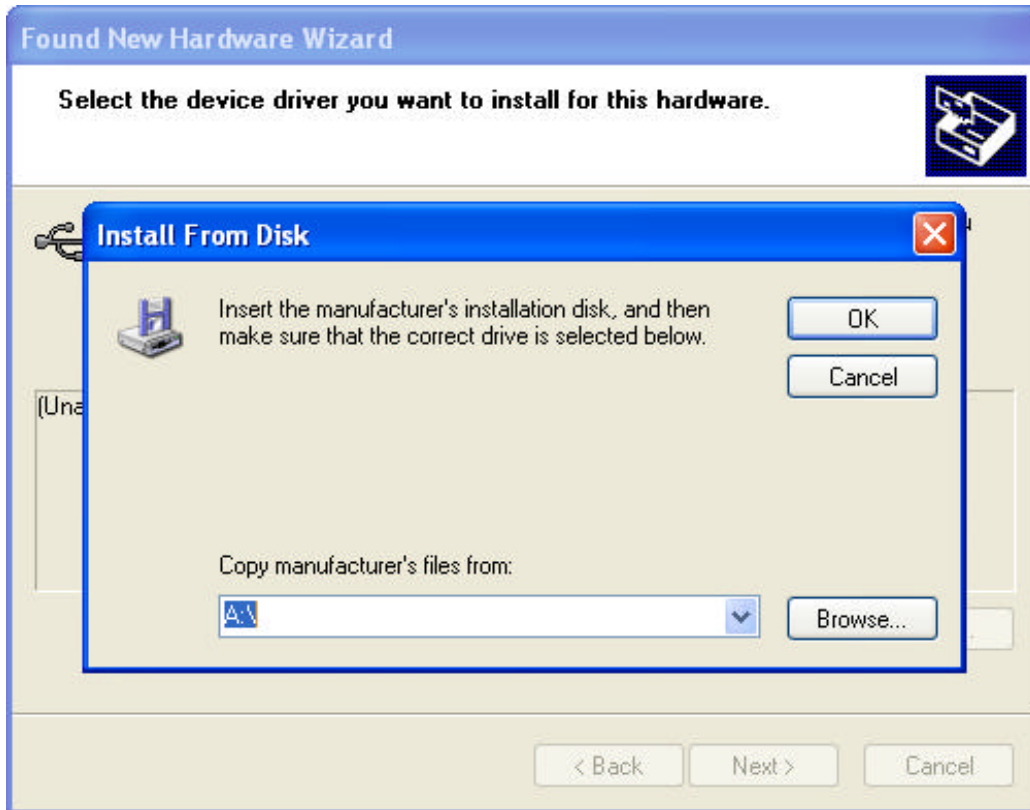 Found New Hardware Wizard
Select the device driver you want to install for this hardware.
Install From Disk
Insert the manufacturer's installation disk, and then
make sure that the correct drive is selected below.
OK
Cancel
(Una
Copy manufacturer's files from:
A:\
Browse...
< Back
Next >
Cancel